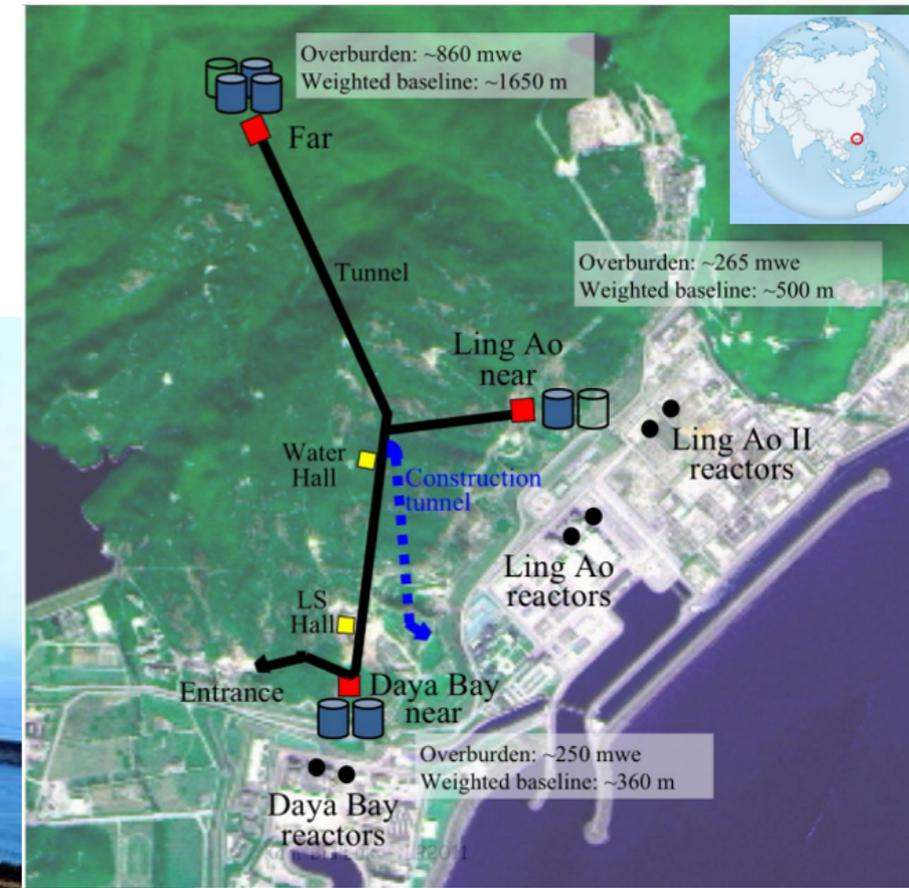 Overburden: ~860 mwe
Weighted baseline: ~1650 m
Far
Tunnel
Overburden: ~265 mwe
Weighted baseline: ~500 m
Ling Ao
near
Ling Ao II
reactors
Water
Hall
Construction
tunnel
Ling Ao
reactors
LS
Hall
Entrance
Daya Bay
near
Overburden: ~250 mwe
Weighted baseline: ~360 m
Daya Bay
reactors
2011